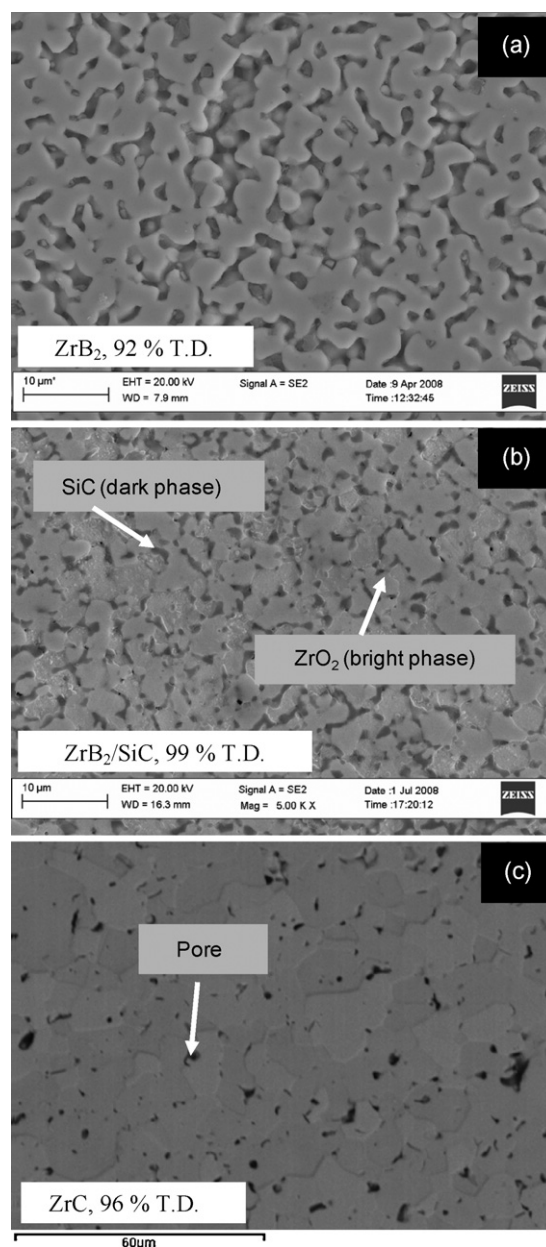 (a)
ZrB₂, 92 % T.D.
10 µm*
EHT = 20.00 kV
WD = 7.9 mm
Signal A = SE2
Date :9 Apr 2008
Time :12:32:45
ZEISS
(b)
SiC (dark phase)
ZrO₂ (bright phase)
ZrB₂/SiC, 99 % T.D.
10 µm
EHT = 20.00 kV
WD = 16.3 mm
Signal A = SE2
Mag = 5.00 K X
Date :1 Jul 2008
Time :17:20:12
ZEISS
(c)
Pore
ZrC, 96 % T.D.
60µm